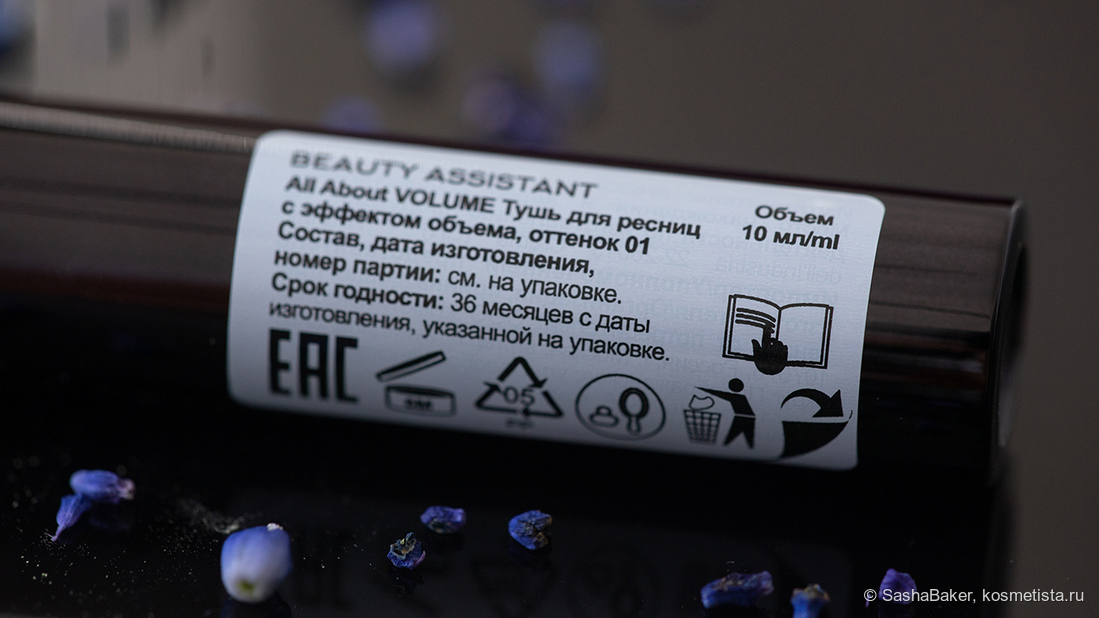 BEAUTY ASSISTANT
All About VOLUME Тушь для ресниц
с эффектом объема, оттенок 01
Состав, дата изготовления,
номер партии: см. на упаковке.
Срок годности: 36 месяцев с даты
изготовления, указанной на упаковке.
Объем
10 мл/ml
EAC
05
© SashaBaker, kosmetista.ru